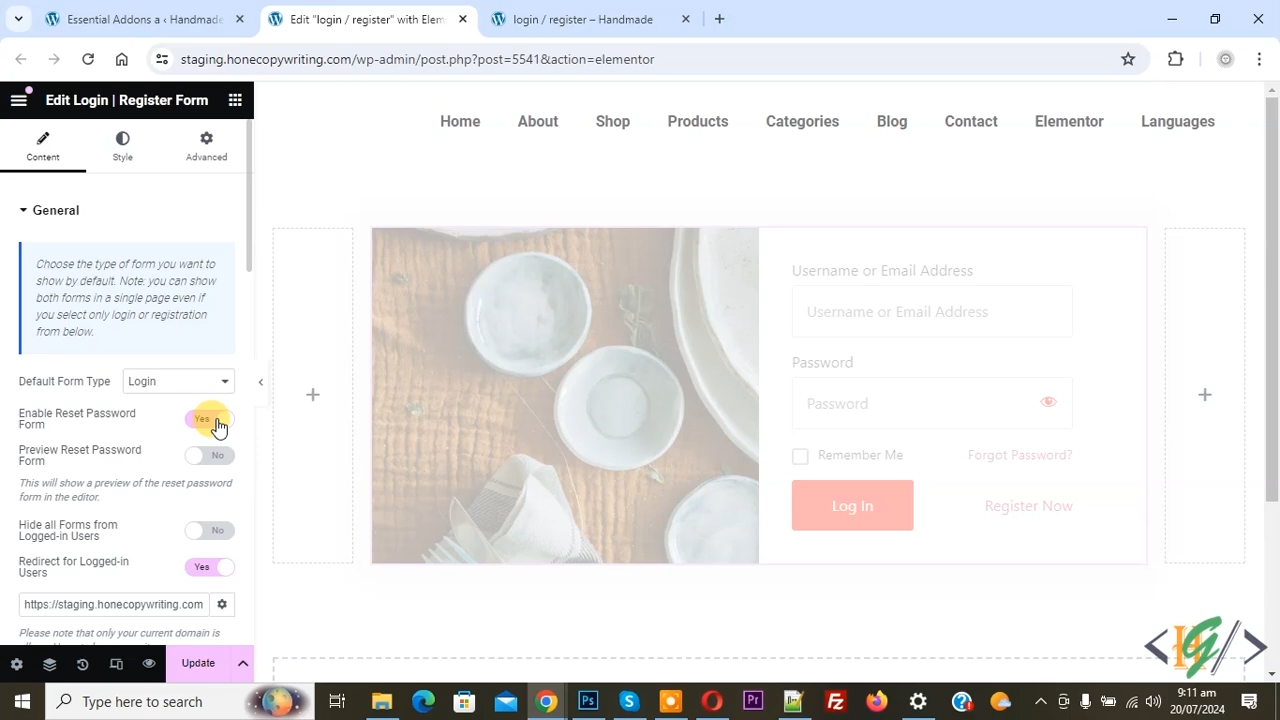 Essential Addons a ‹ Handmade
Edit "login / register" with Elem
login / register – Handmade
staging.honecopywriting.com/wp-admin/post.php?post=5541&action=elementor
Edit Login | Register Form
Content
Style
Advanced
General
Choose the type of form you want to
show by default. Note: you can show
both forms in a single page even if
you select only login or registration
from below.
Default Form Type
Login
Enable Reset Password
Form
Yes
Preview Reset Password
Form
No
This will show a preview of the reset password
form in the editor.
Hide all Forms from
Logged-in Users
No
Redirect for Logged-in
Users
Yes
https://staging.honecopywriting.com
Please note that only your current domain is
Update
Home
About
Shop
Products
Categories
Blog
Contact
Elementor
Languages
Username or Email Address
Username or Email Address
Password
Password
Remember Me
Forgot Password?
Log In
Register Now
Type here to search
9:11 am
20/07/2024